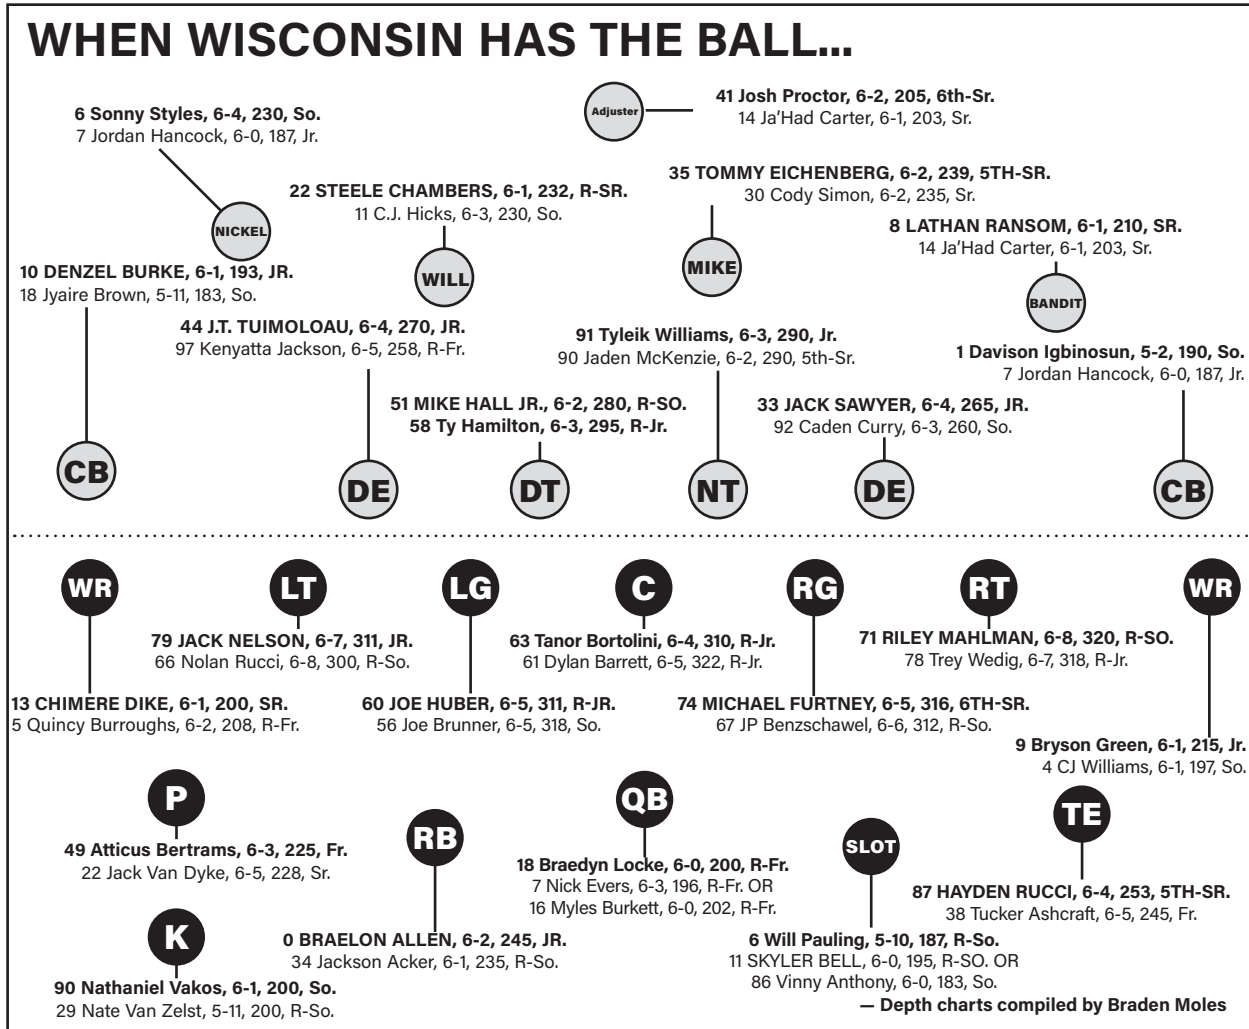 WHEN WISCONSIN HAS THE BALL...
6 Sonny Styles, 6-4, 230, So.
7 Jordan Hancock, 6-0, 187, Jr.
NICKEL
Adjuster
41 Josh Proctor, 6-2, 205, 6th-Sr.
14 Ja'Had Carter, 6-1, 203, Sr.
22 STEELE CHAMBERS, 6-1, 232, R-SR.
11 C.J. Hicks, 6-3, 230, So.
WILL
35 TOMMY EICHENBERG, 6-2, 239, 5TH-SR.
30 Cody Simon, 6-2, 235, Sr.
MIKE
8 LATHAN RANSOM, 6-1, 210, SR.
14 Ja'Had Carter, 6-1, 203, Sr.
BANDIT
10 DENZEL BURKE, 6-1, 193, JR.
18 Jyaire Brown, 5-11, 183, So.
CB
44 J.T. TUIMOLOAU, 6-4, 270, JR.
97 Kenyatta Jackson, 6-5, 258, R-Fr.
DE
51 MIKE HALL JR., 6-2, 280, R-SO.
58 Ty Hamilton, 6-3, 295, R-Jr.
DT
91 Tyleik Williams, 6-3, 290, Jr.
90 Jaden McKenzie, 6-2, 290, 5th-Sr.
NT
33 JACK SAWYER, 6-4, 265, JR.
92 Caden Curry, 6-3, 260, So.
DE
1 Davison Igbinosun, 5-2, 190, So.
7 Jordan Hancock, 6-0, 187, Jr.
CB
WR
13 CHIMERE DIKE, 6-1, 200, SR.
5 Quincy Burroughs, 6-2, 208, R-Fr.
LT
79 JACK NELSON, 6-7, 311, JR.
66 Nolan Rucci, 6-8, 300, R-So.
LG
60 JOE HUBER, 6-5, 311, R-JR.
56 Joe Brunner, 6-5, 318, So.
C
63 Tanor Bortolini, 6-4, 310, R-Jr.
61 Dylan Barrett, 6-5, 322, R-Jr.
RG
74 MICHAEL FURTNEY, 6-5, 316, 6TH-SR.
67 JP Benzschawel, 6-6, 312, R-So.
RT
71 RILEY MAHLMAN, 6-8, 320, R-SO.
78 Trey Wedig, 6-7, 318, R-Jr.
WR
9 Bryson Green, 6-1, 215, Jr.
4 CJ Williams, 6-1, 197, So.
P
49 Atticus Bertrams, 6-3, 225, Fr.
22 Jack Van Dyke, 6-5, 228, Sr.
K
90 Nathaniel Vakos, 6-1, 200, So.
29 Nate Van Zelst, 5-11, 200, R-So.
RB
0 BRAELON ALLEN, 6-2, 245, JR.
34 Jackson Acker, 6-1, 235, R-So.
QB
18 Braedyn Locke, 6-0, 200, R-Fr.
7 Nick Evers, 6-3, 196, R-Fr. OR
16 Myles Burkett, 6-0, 202, R-Fr.
SLOT
6 Will Pauling, 5-10, 187, R-So.
11 SKYLER BELL, 6-0, 195, R-SO. OR
86 Vinny Anthony, 6-0, 183, So.
TE
87 HAYDEN RUCCI, 6-4, 253, 5TH-SR.
38 Tucker Ashcraft, 6-5, 245, Fr.
— Depth charts compiled by Braden Moles